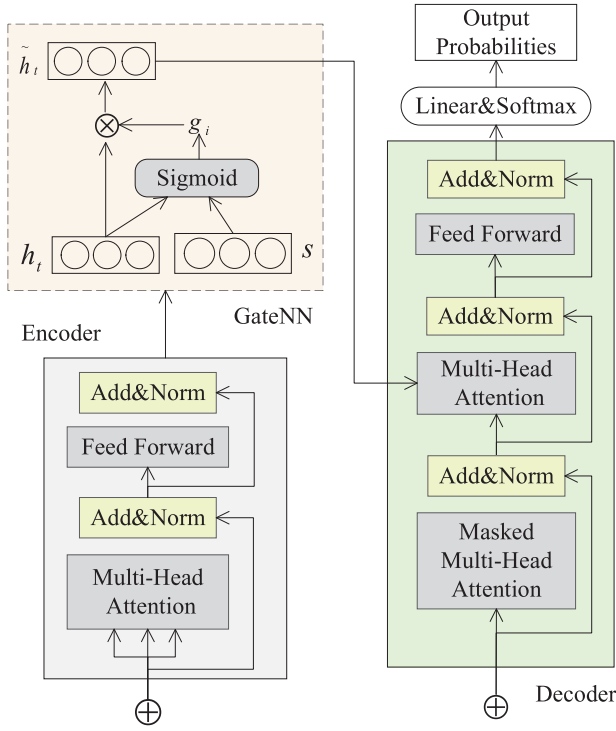 h̃ₜ
gᵢ
Sigmoid
hₜ
s
GateNN
Encoder
Add&Norm
Feed Forward
Add&Norm
Multi-Head
Attention
Output
Probabilities
Linear&Softmax
Add&Norm
Feed Forward
Add&Norm
Multi-Head
Attention
Add&Norm
Masked
Multi-Head
Attention
Decoder